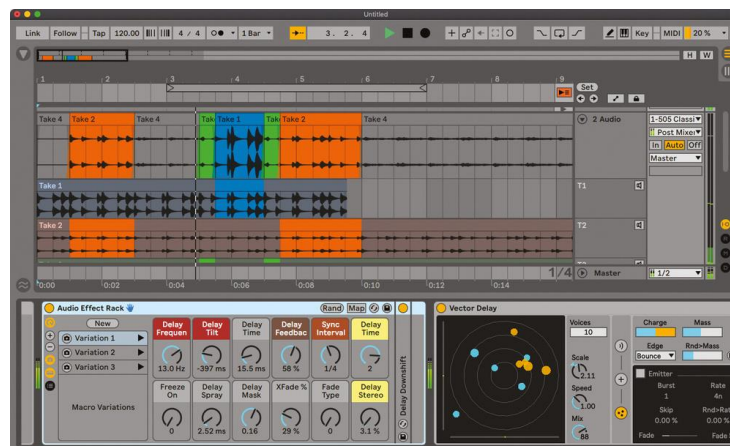 Untitled
Link Follow Tap 120.00 4 / 4 1 Bar 3. 2. 4 Key MIDI 20 %
H W
1 2 3 4 5 6 7 8 9
Set
Take 4 Take 2 Take 4 Take 1 Take 2 Take 4
2 Audio
1-505 Classi
Post Mixer
In Auto Off
Master
Take 1
T1
Take 2
T2
1/4
Master
1/2
0:00 0:02 0:04 0:06 0:08 0:10 0:12 0:14
Audio Effect Rack
Rand Map
New
Variation 1
Variation 2
Variation 3
Macro Variations
Delay Frequen
Delay Tilt
Delay Time
Delay Feedbac
Sync Interval
Delay Time
13.0 Hz -397 ms 15.5 ms 58 % 1/4 2
Freeze On
Delay Spray
Delay Mask
XFade %
Fade Type
Delay Stereo
0 2.52 ms 0.16 29 % 0 3.1 %
Delay Downshift
Vector Delay
Voices
10
Scale
2.11
Speed
1.00
Mix
88
Charge Mass
Edge Rnd>Mass
Bounce
Emitter
Burst Rate
1 4n
Skip Rnd>Rat
0.00 % 0.00 %
Fade Fade